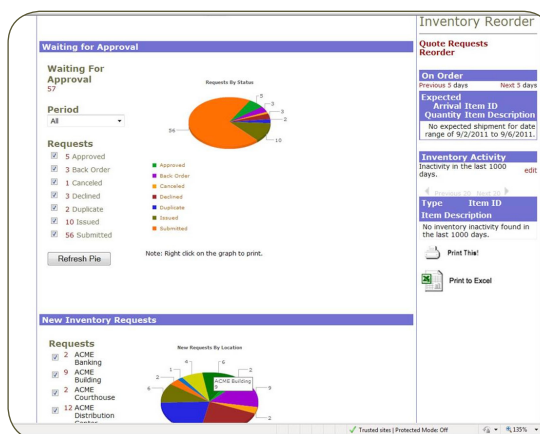 Inventory Reorder
Waiting for Approval
Waiting For
Approval
57
Period
All
Requests
5 Approved
3 Back Order
1 Canceled
3 Declined
2 Duplicate
10 Issued
56 Submitted
Refresh Pie
Requests By Status
5
3
3
2
10
56
Approved
Back Order
Canceled
Declined
Duplicate
Issued
Submitted
Note: Right click on the graph to print.
Quote Requests
Reorder
On Order
Previous 5 days Next 5 days
Expected
Arrival Item ID
Quantity Item Description
No expected shipment for date
range of 9/2/2011 to 9/6/2011.
Inventory Activity
Inactivity in the last 1000
days. edit
Previous 20 Next 20
Type Item ID
Item Description
No inventory inactivity found in
the last 1000 days.
Print This!
Print to Excel
New Inventory Requests
Requests
2 ACME
Banking
9 ACME
Building
2 ACME
Courthouse
12 ACME
Distribution
Center
New Requests By Location
4
6
1
2
2
6
9
2
ACME Building
9
Trusted sites | Protected Mode: Off
135%